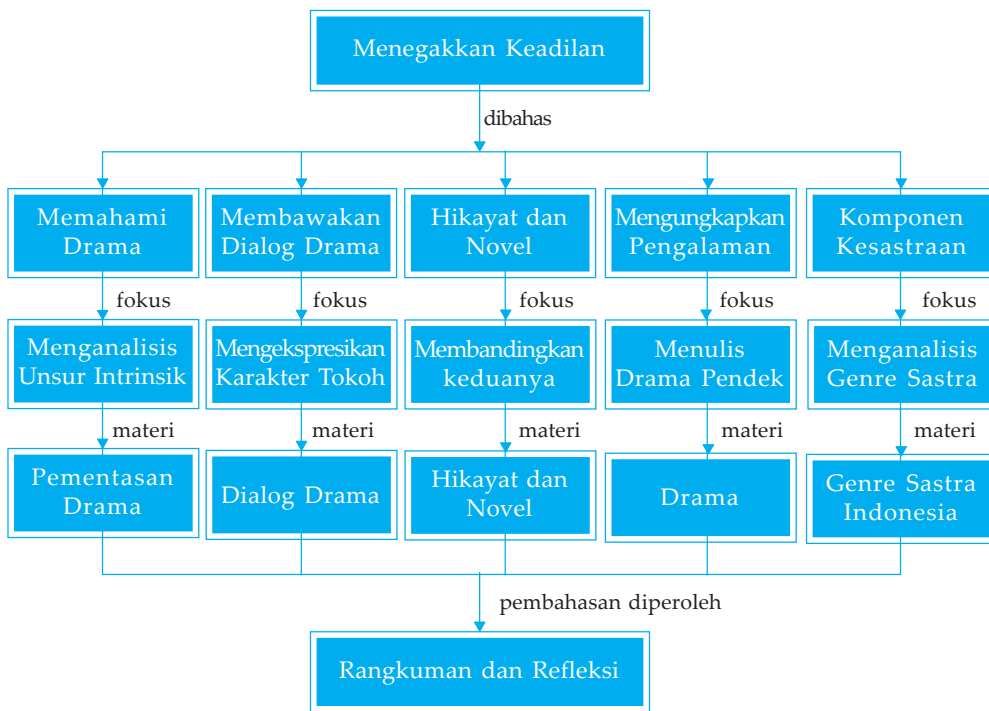 Menegakkan Keadilan
dibahas
Memahami
Drama
Membawakan
Dialog Drama
Hikayat dan
Novel
Mengungkapkan
Pengalaman
Komponen
Kesastraan
fokus
fokus
fokus
fokus
fokus
Menganalisis
Unsur Intrinsik
Mengekspresikan
Karakter Tokoh
Membandingkan
keduanya
Menulis
Drama Pendek
Menganalisis
Genre Sastra
materi
materi
materi
materi
materi
Pementasan
Drama
Dialog Drama
Hikayat dan
Novel
Drama
Genre Sastra
Indonesia
pembahasan diperoleh
Rangkuman dan Refleksi